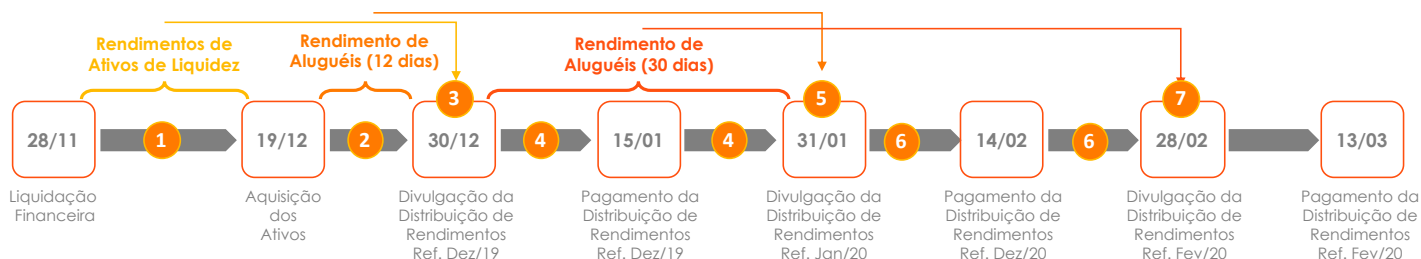 Rendimentos de
Ativos de Liquidez
Rendimento de
Aluguéis (12 dias)
Rendimento de
Aluguéis (30 dias)
3
5
7
28/11
1
19/12
2
30/12
4
15/01
4
31/01
6
14/02
6
28/02
13/03
Liquidação
Financeira
Aquisição
dos
Ativos
Divulgação da
Distribuição de
Rendimentos
Ref. Dez/19
Pagamento da
Distribuição de
Rendimentos
Ref. Dez/19
Divulgação da
Distribuição de
Rendimentos
Ref. Jan/20
Pagamento da
Distribuição de
Rendimentos
Ref. Dez/20
Divulgação da
Distribuição de
Rendimentos
Ref. Fev/20
Pagamento da
Distribuição de
Rendimentos
Ref. Fev/20